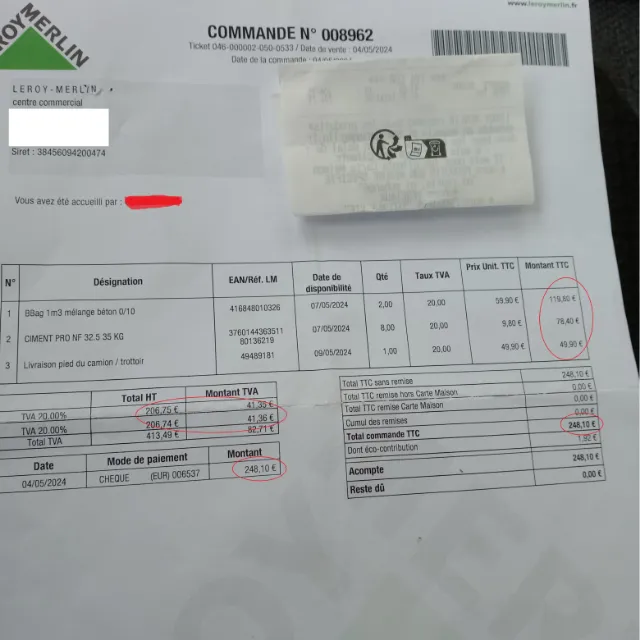 LEROY MERLIN
www.leroymerlin.fr
COMMANDE N° 008962
Ticket 046-000002-050-0533 / Date de vente : 04/05/2024
Date de la commande :
LEROY-MERLIN
centre commercial
Siret : 38456094200474
Vous avez été accueilli par :
N° Désignation EAN/Réf. LM Date de disponibilité Qté Taux TVA Prix Unit. TTC Montant TTC
1 BBag 1m3 mélange béton 0/10 416848010326 07/05/2024 2,00 20,00 59,90 € 119,80 €
2 CIMENT PRO NF 32.5 35 KG 3760144363511 80136219 07/05/2024 8,00 20,00 9,80 € 78,40 €
3 Livraison pied du camion / trottoir 49489181 09/05/2024 1,00 20,00 49,90 € 49,90 €
Total HT Montant TVA
TVA 20.00% 206,75 € 41,35 €
TVA 20.00% 206,74 € 41,36 €
Total TVA 413,49 € 82,71 €
Date Mode de paiement Montant
04/05/2024 CHEQUE (EUR) 006537 248,10 €
Total TTC sans remise 248,10 €
Total TTC remise hors Carte Maison 0,00 €
Total TTC remise Carte Maison 0,00 €
Cumul des remises 0,00 €
Total commande TTC 248,10 €
Dont éco-contribution 1,92 €
Acompte 248,10 €
Reste dû 0,00 €